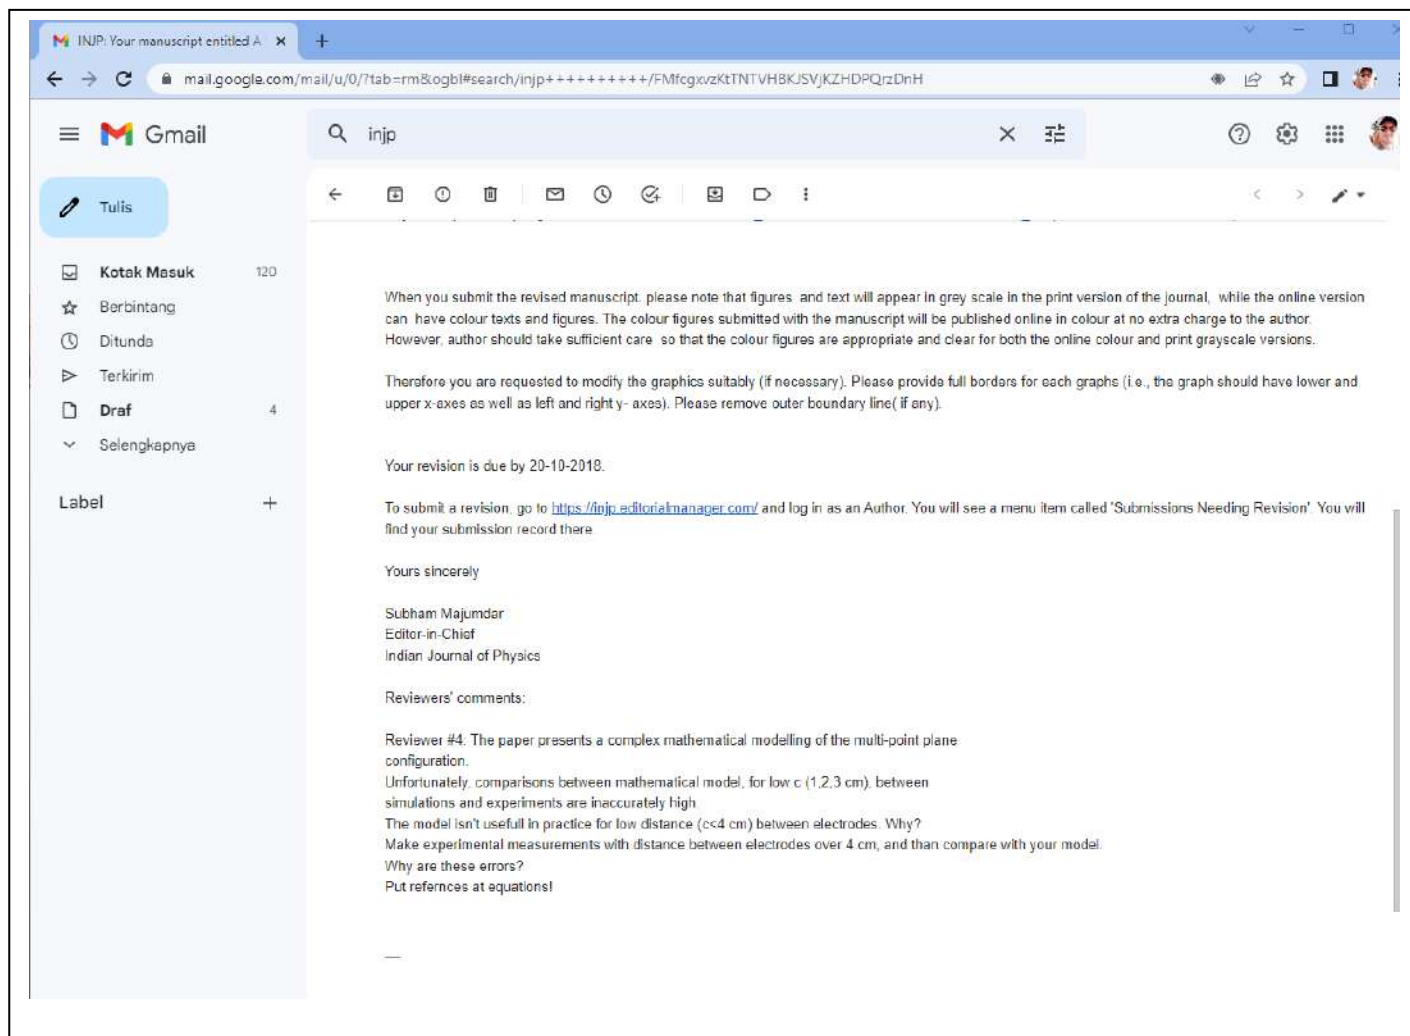 INJP: Your manuscript entitled A
mail.google.com/mail/u/0/?tab=rm&ogbl#search/injp++++++++++/FMfcgxvzKtTNTVHBKJSVjKZHDPQrzDnH
Gmail
injp
Tulis
Kotak Masuk 120
Berbintang
Ditunda
Terkirim
Draf 4
Selengkapnya
Label
When you submit the revised manuscript. please note that figures and text will appear in grey scale in the print version of the journal, while the online version
can have colour texts and figures. The colour figures submitted with the manuscript will be published online in colour at no extra charge to the author.
However, author should take sufficient care so that the colour figures are appropriate and clear for both the online colour and print grayscale versions.
Therefore you are requested to modify the graphics suitably (if necessary). Please provide full borders for each graphs (i.e., the graph should have lower and
upper x-axes as well as left and right y- axes). Please remove outer boundary line( if any).
Your revision is due by 20-10-2018.
To submit a revision, go to https://injp.editorialmanager.com/ and log in as an Author. You will see a menu item called 'Submissions Needing Revision'. You will
find your submission record there.
Yours sincerely
Subham Majumdar
Editor-in-Chief
Indian Journal of Physics
Reviewers' comments:
Reviewer #4: The paper presents a complex mathematical modelling of the multi-point plane
configuration.
Unfortunately, comparisons between mathematical model, for low c (1,2,3 cm), between
simulations and experiments are inaccurately high.
The model isn't usefull in practice for low distance (c<4 cm) between electrodes. Why?
Make experimental measurements with distance between electrodes over 4 cm, and than compare with your model.
Why are these errors?
Put refernces at equations!